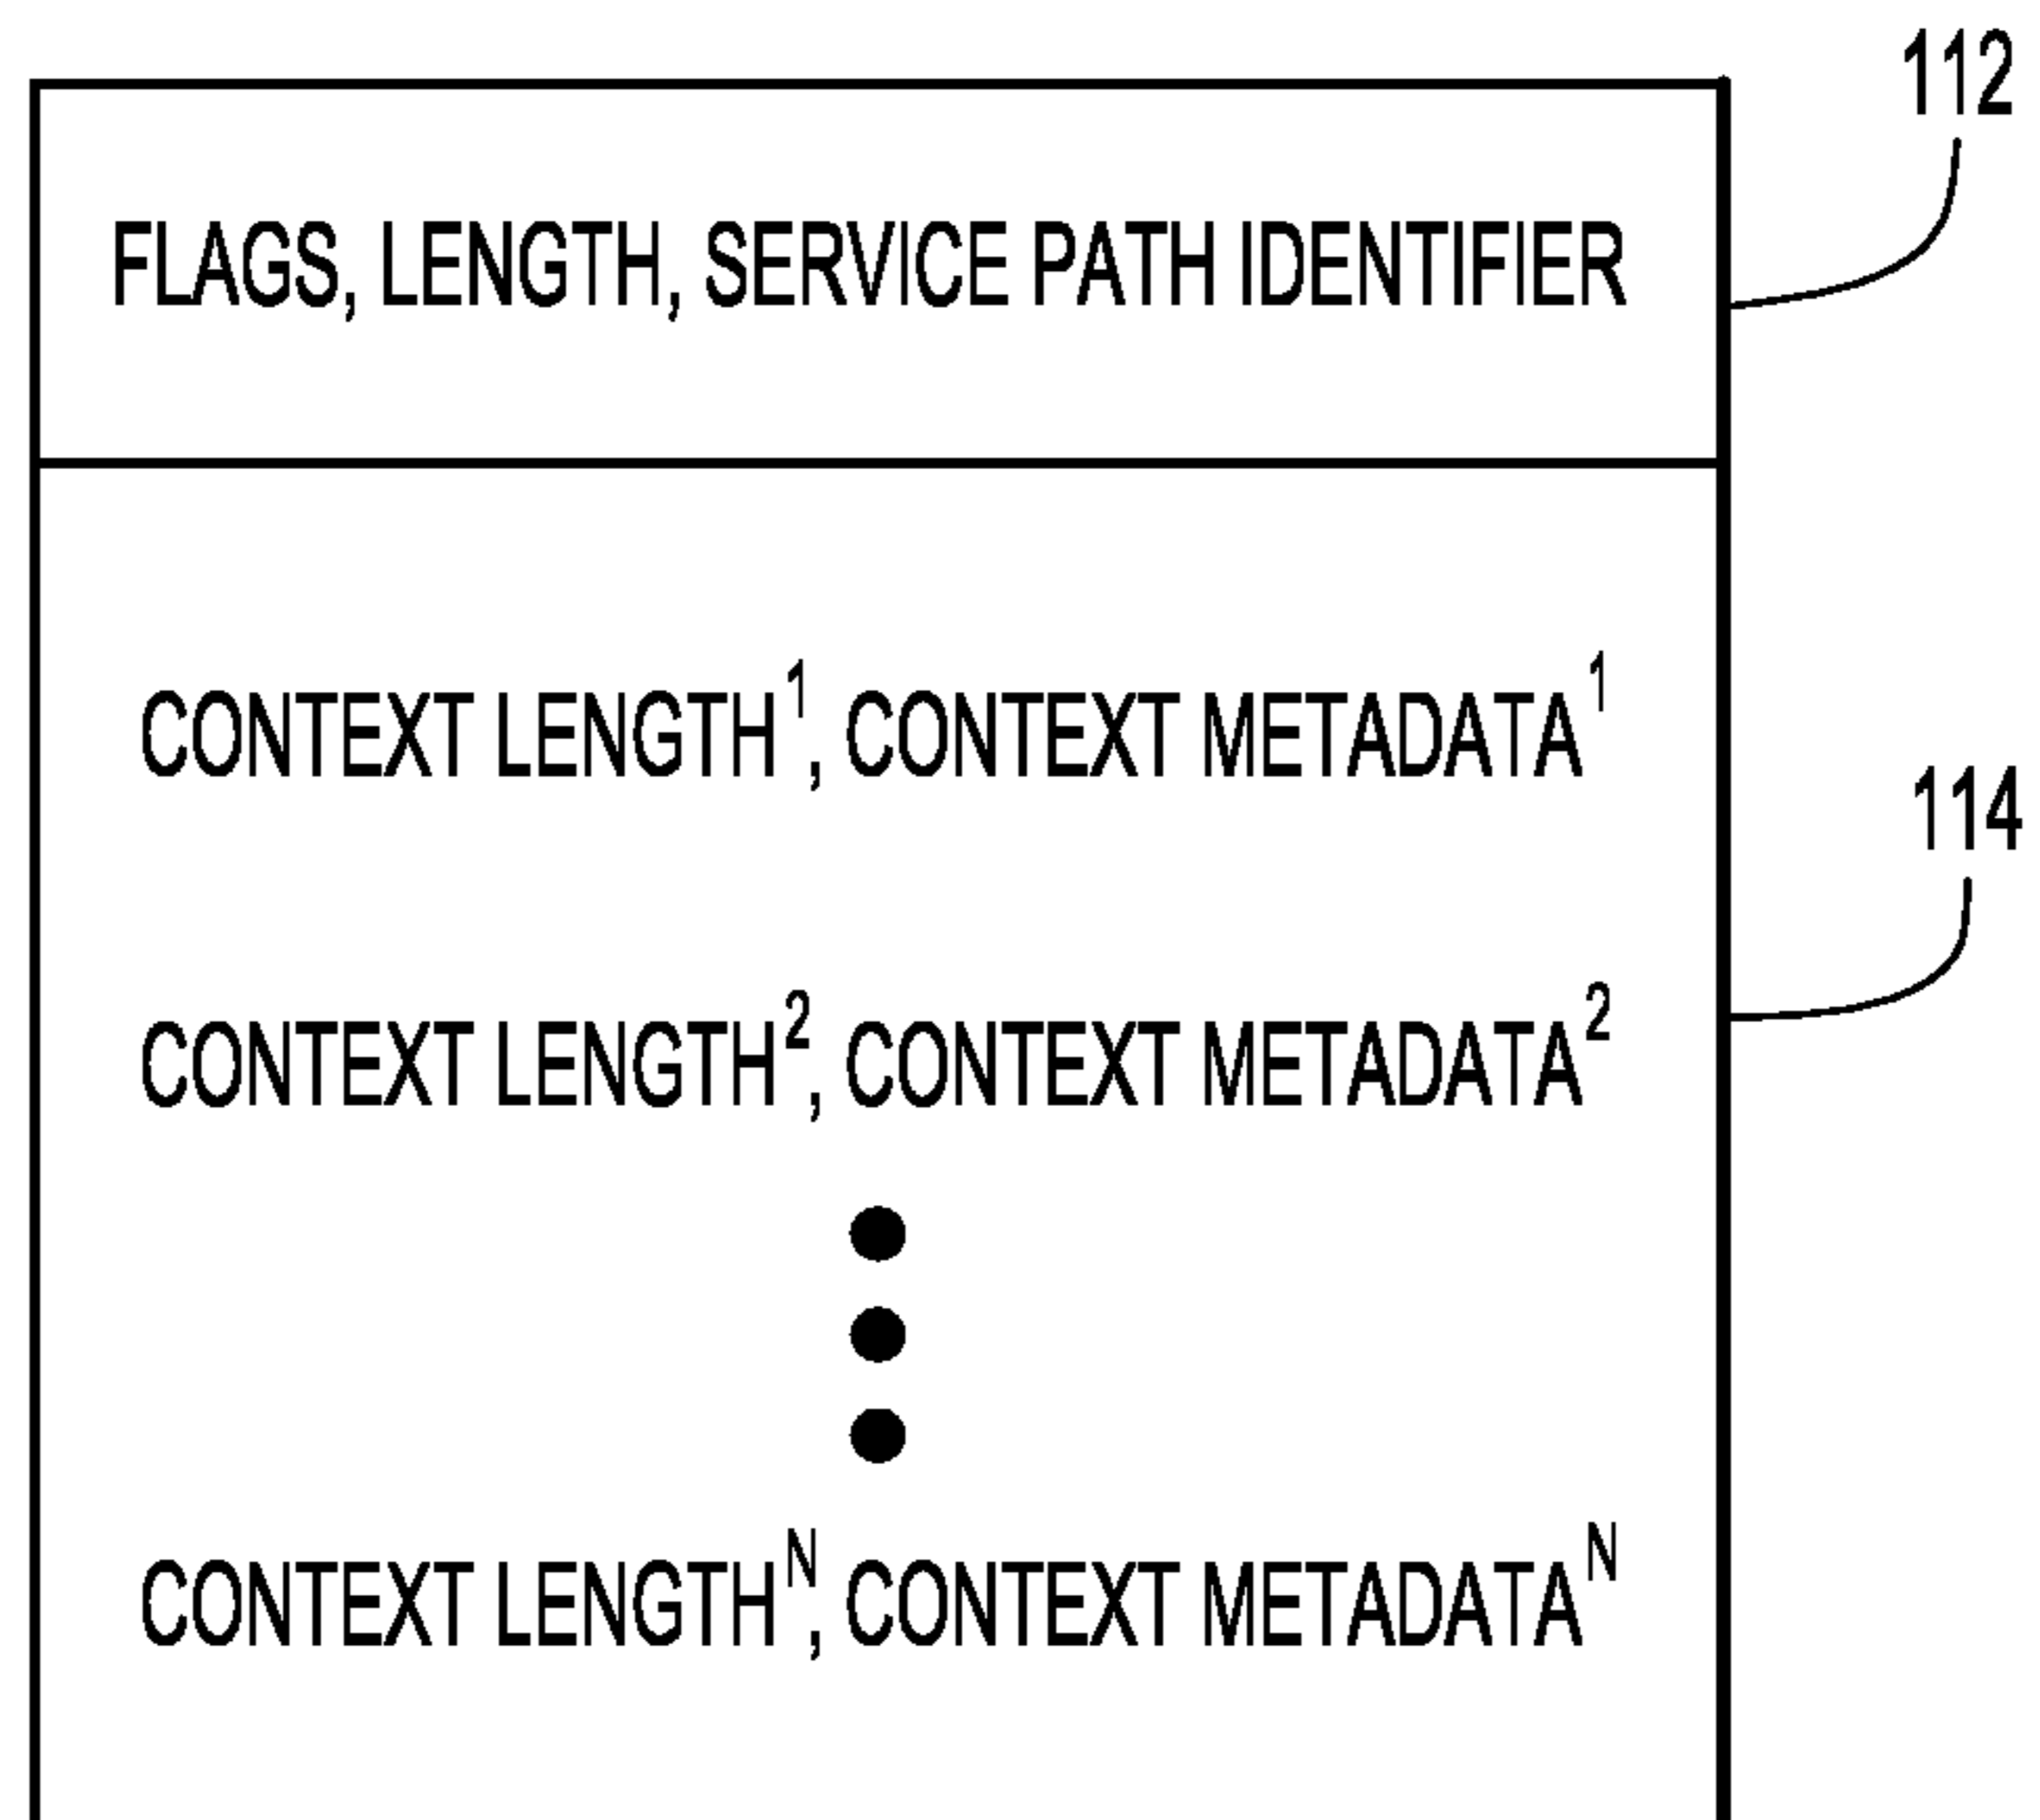 112
FLAGS, LENGTH, SERVICE PATH IDENTIFIER
CONTEXT LENGTH¹, CONTEXT METADATA¹
114
CONTEXT LENGTH², CONTEXT METADATA²
CONTEXT LENGTHᴺ, CONTEXT METADATAᴺ